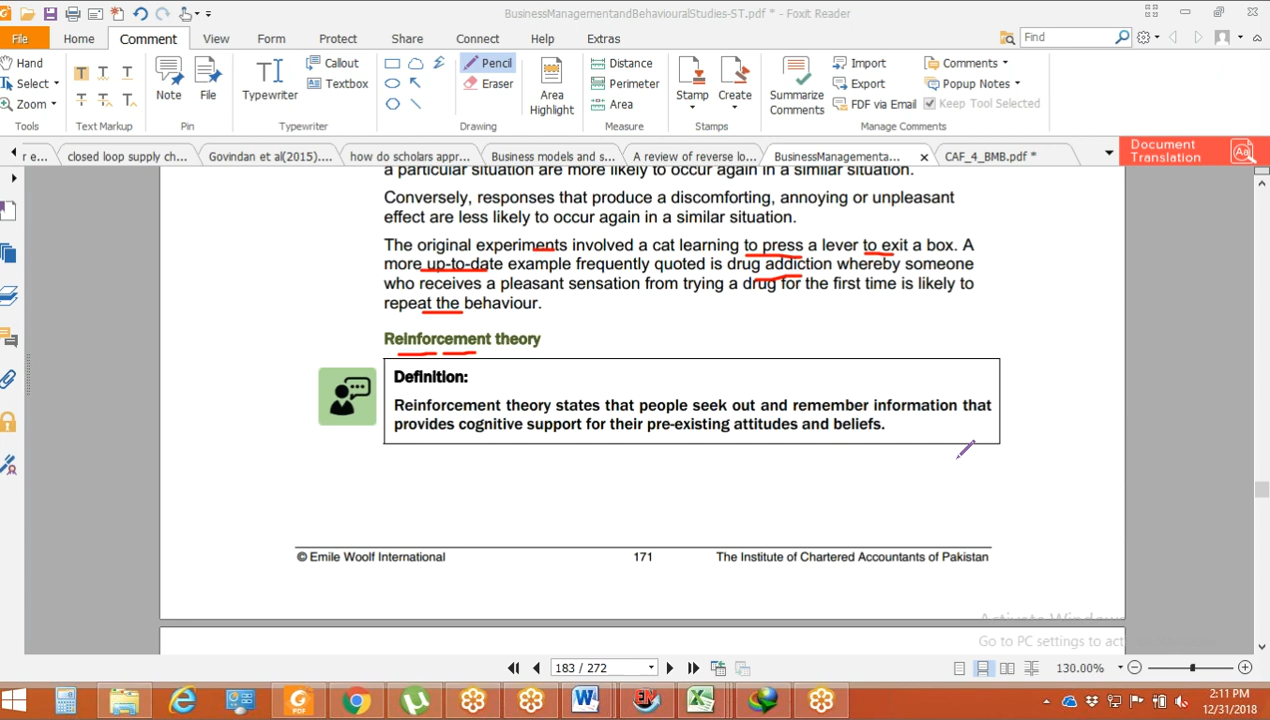 BusinessManagementandBehaviouralStudies-ST.pdf * - Foxit Reader
File Home Comment View Form Protect Share Connect Help Extras Find
Hand Select Zoom Tools
Text Markup
Note File Pin
Typewriter Callout Textbox Typewriter
Pencil Eraser Area Highlight Drawing
Distance Perimeter Area Measure
Stamp Create Stamps
Summarize Comments Import Export FDF via Email Comments Popup Notes Keep Tool Selected Manage Comments
r e... closed loop supply ch... Govindan et al(2015).... how do scholars appr... Business models and s... A review of reverse lo... BusinessManagementa... CAF_4_BMB.pdf * Document Translation
a particular situation are more likely to occur again in a similar situation.
Conversely, responses that produce a discomforting, annoying or unpleasant
effect are less likely to occur again in a similar situation.
The original experiments involved a cat learning to press a lever to exit a box. A
more up-to-date example frequently quoted is drug addiction whereby someone
who receives a pleasant sensation from trying a drug for the first time is likely to
repeat the behaviour.
Reinforcement theory
Definition:
Reinforcement theory states that people seek out and remember information that
provides cognitive support for their pre-existing attitudes and beliefs.
© Emile Woolf International 171 The Institute of Chartered Accountants of Pakistan
Activate Windows
Go to PC settings to act
183 / 272 130.00%
2:11 PM
12/31/2018